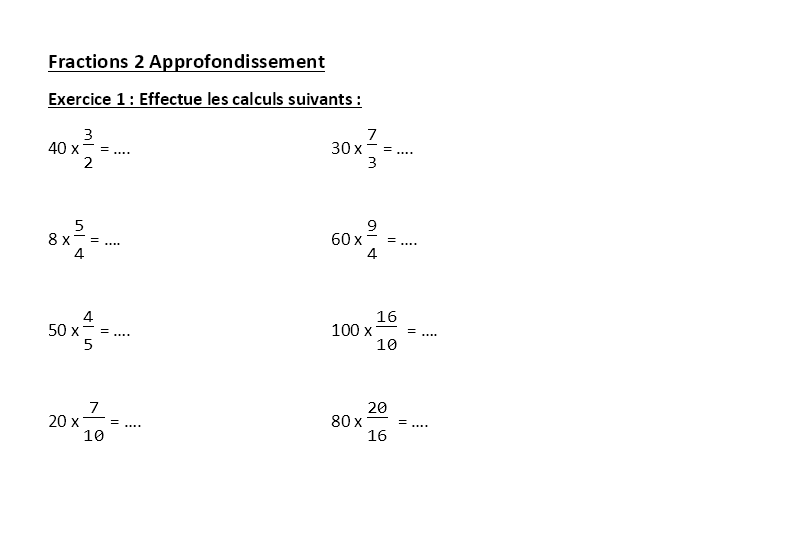 Fractions 2 Approfondissement
Exercice 1 : Effectue les calculs suivants :
40 x 3/2 = .... 30 x 7/3 = ....
8 x 5/4 = .... 60 x 9/4 = ....
50 x 4/5 = .... 100 x 16/10 = ....
20 x 7/10 = .... 80 x 20/16 = ....